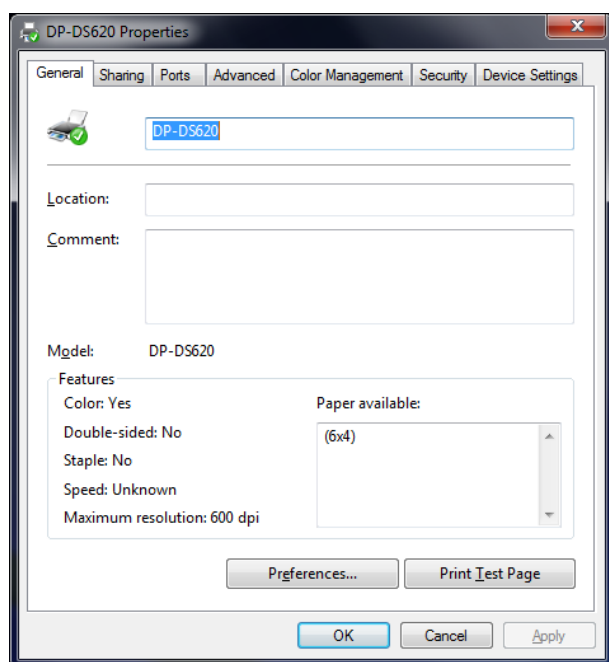 DP-DS620 Properties
General Sharing Ports Advanced Color Management Security Device Settings
DP-DS620
Location:
Comment:
Model: DP-DS620
Features
Color: Yes Paper available:
Double-sided: No (6x4)
Staple: No
Speed: Unknown
Maximum resolution: 600 dpi
Preferences... Print Test Page
OK Cancel Apply